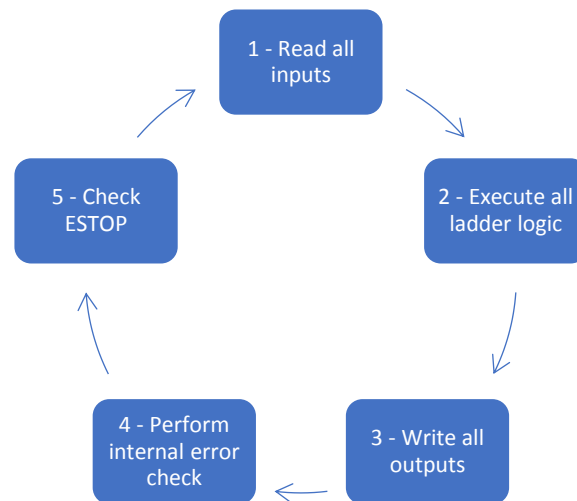 1 - Read all
inputs
2 - Execute all
ladder logic
3 - Write all
outputs
4 - Perform
internal error
check
5 - Check
ESTOP